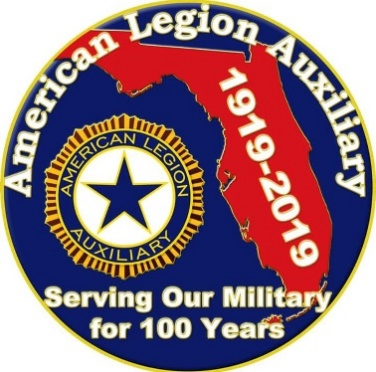 American Legion Auxiliary
1919-2019
AMERICAN LEGION
AUXILIARY
Serving Our Military
for 100 Years